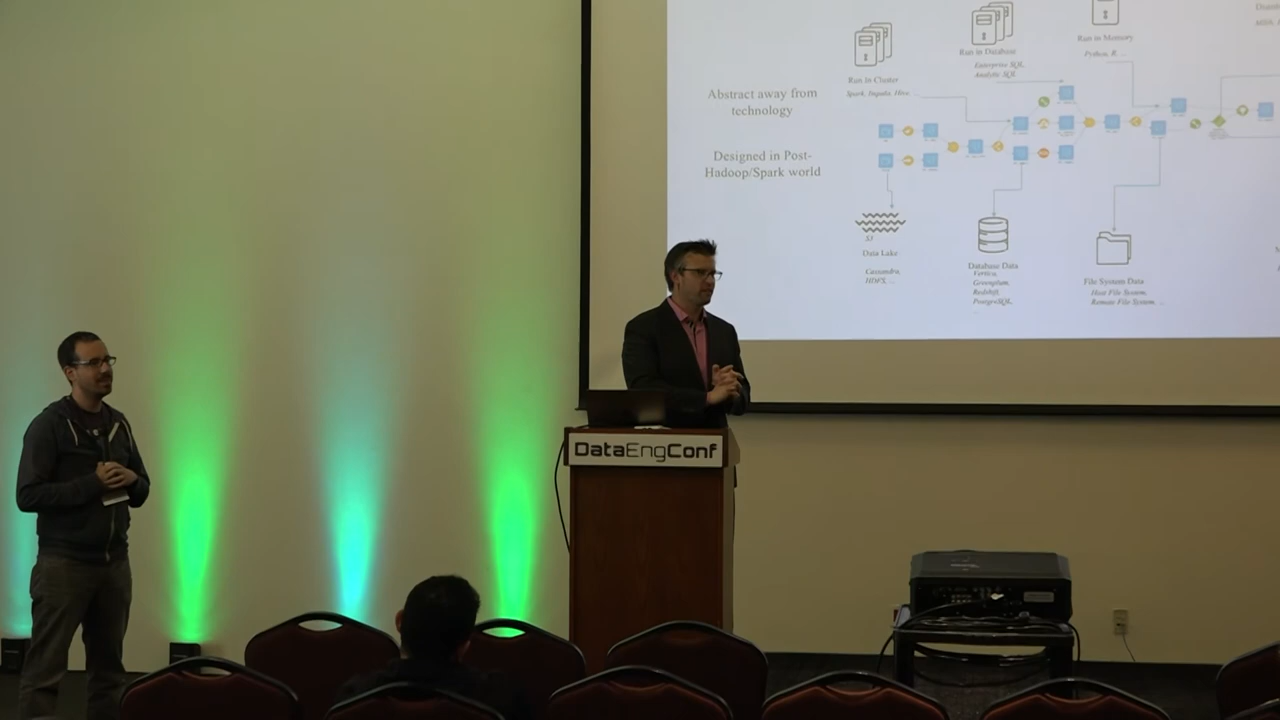 Run in Cluster
Spark, Impala, Hive, ...
Run in Database
Enterprise SQL,
Analytic SQL
Run in Memory
Python, R, ...
Abstract away from
technology
Designed in Post-
Hadoop/Spark world
S3
Data Lake
Cassandra,
HDFS, ...
Database Data
Vertica,
Greenplum,
Redshift,
PostgreSQL,
File System Data
Host File System,
Remote File System, ...
DataEngConf